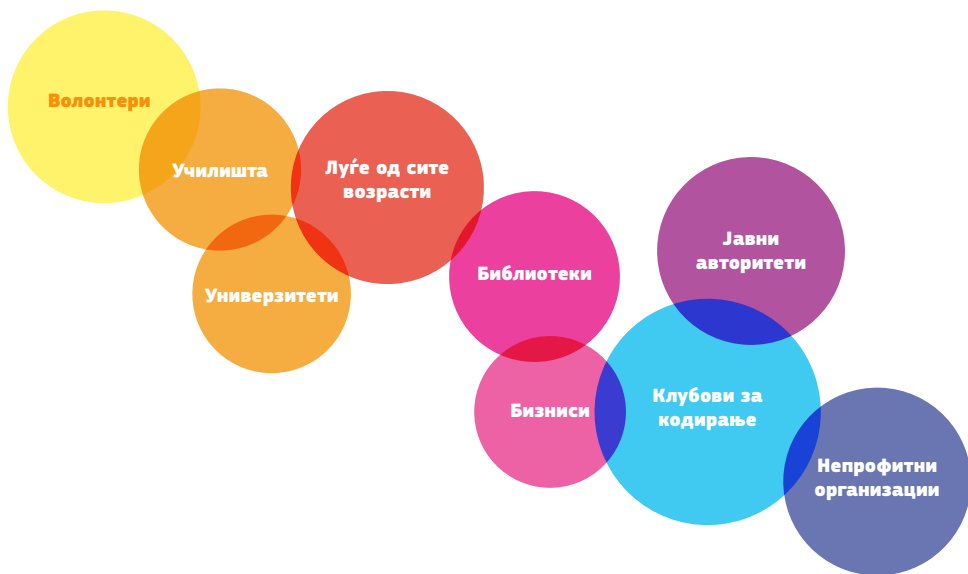 Волонтери
Училишта
Луѓе од сите
возрасти
Универзитети
Библиотеки
Јавни
авторитети
Бизниси
Клубови за
кодирање
Непрофитни
организации